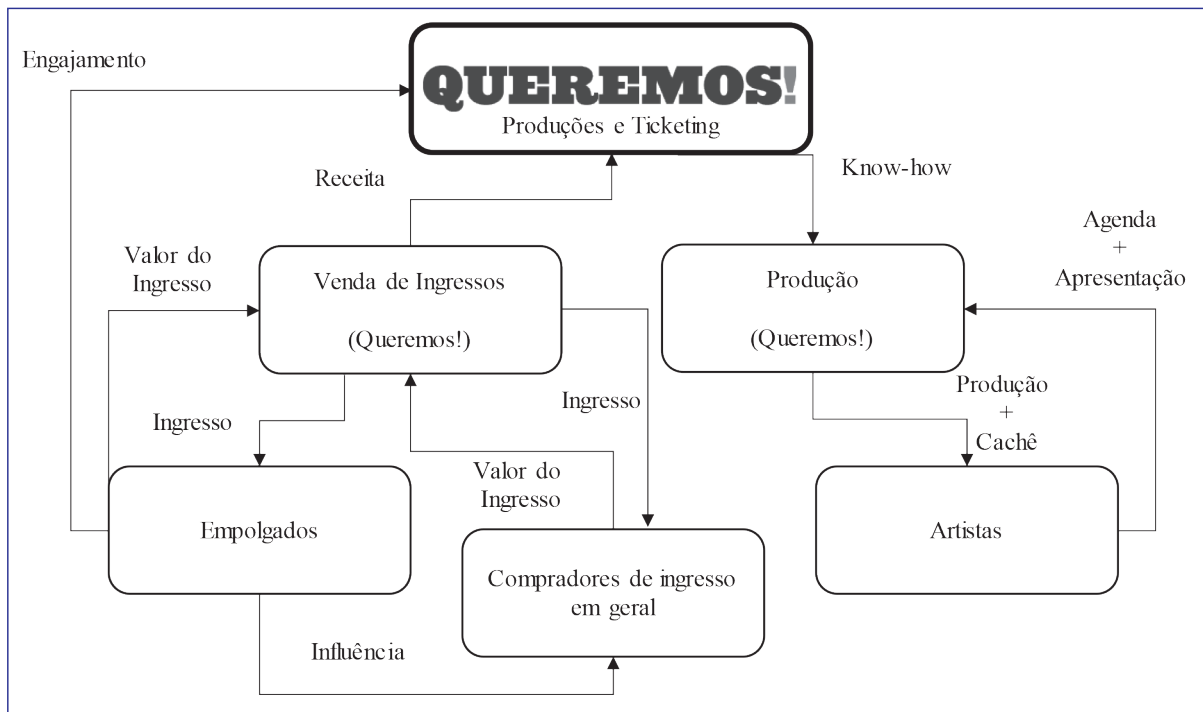 Engajamento
QUEREMOS!
Produções e Ticketing
Receita
Know-how
Valor do
Ingresso
Venda de Ingressos
(Queremos!)
Produção
(Queremos!)
Agenda
+
Apresentação
Ingresso
Ingresso
Valor do
Ingresso
Produção
+
Cachê
Empolgados
Compradores de ingresso
em geral
Artistas
Influência